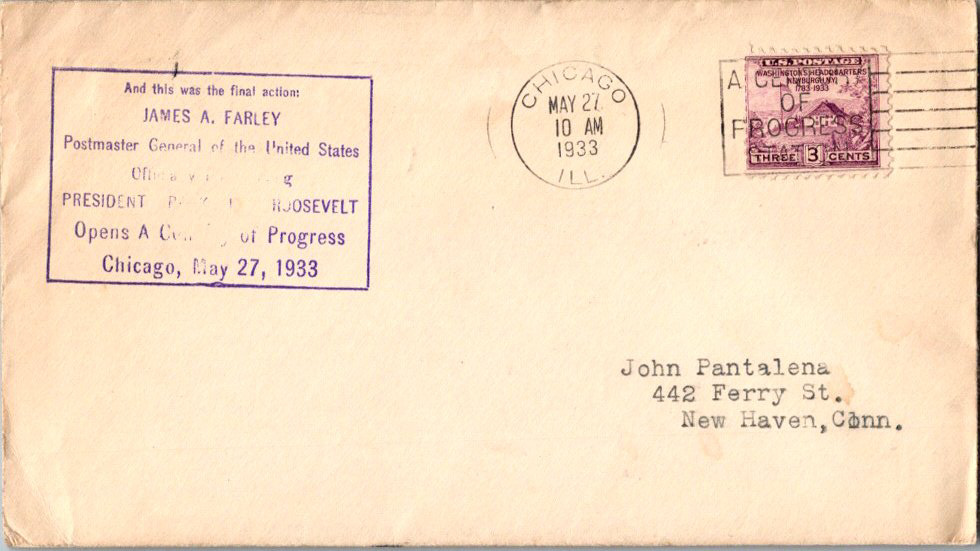 And this was the final action:
JAMES A. FARLEY
Postmaster General of the United States
PRESIDENT ROOSEVELT
Opens A of Progress
Chicago, May 27, 1933
CHICAGO
MAY 27
10 AM
1933
ILL.
A
OF
PROGRESS
U.S. POSTAGE
WASHINGTON'S HEADQUARTERS
NEWBURGH, N.Y.
1783-1933
THREE 3 CENTS
John Pantalena
442 Ferry St.
New Haven,Conn.